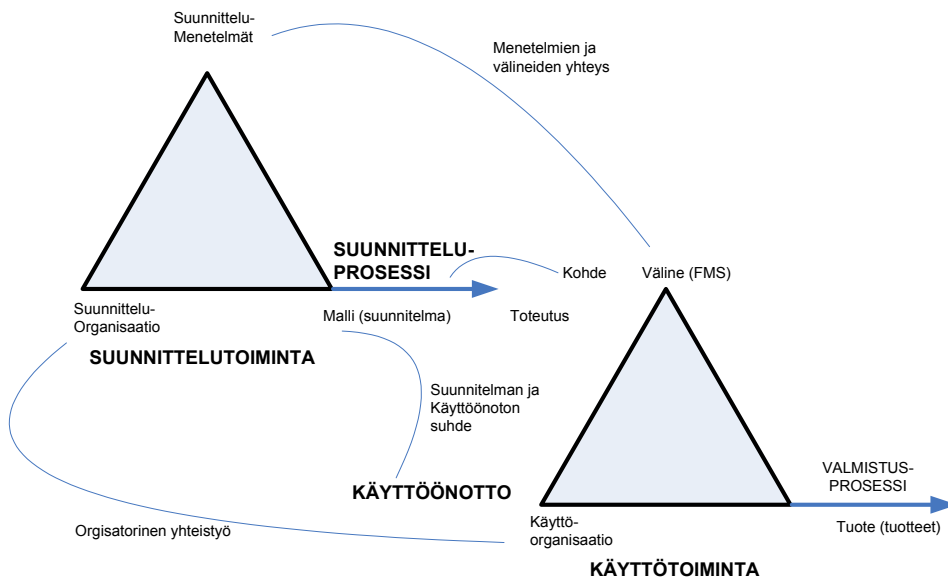 Suunnittelu-
Menetelmät
Menetelmien ja
välineiden yhteys
SUUNNITTELU-
PROSESSI
Kohde
Väline (FMS)
Suunnittelu-
Organisaatio
Malli (suunnitelma)
Toteutus
SUUNNITTELUTOIMINTA
Suunnitelman ja
Käyttöönoton
suhde
KÄYTTÖÖNOTTO
VALMISTUS-
PROSESSI
Orgisatorinen yhteistyö
Käyttö-
organisaatio
Tuote (tuotteet)
KÄYTTÖTOIMINTA